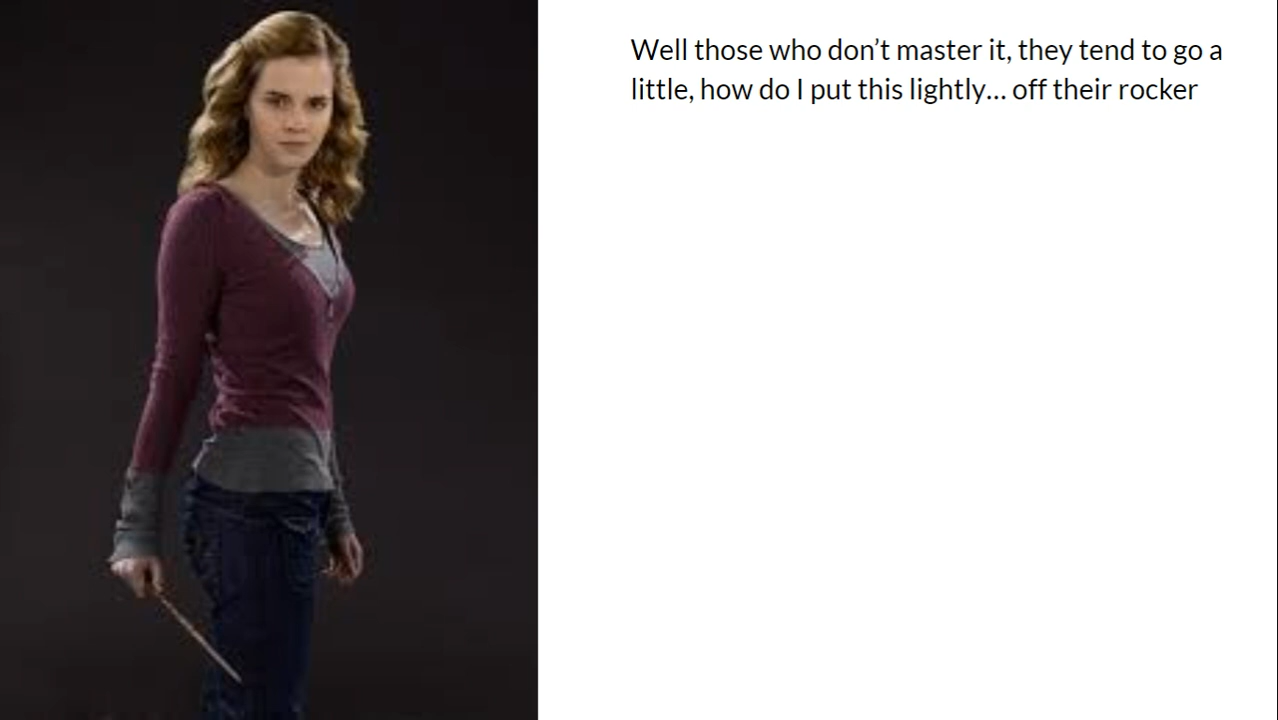 Well those who don’t master it, they tend to go a
little, how do I put this lightly… off their rocker